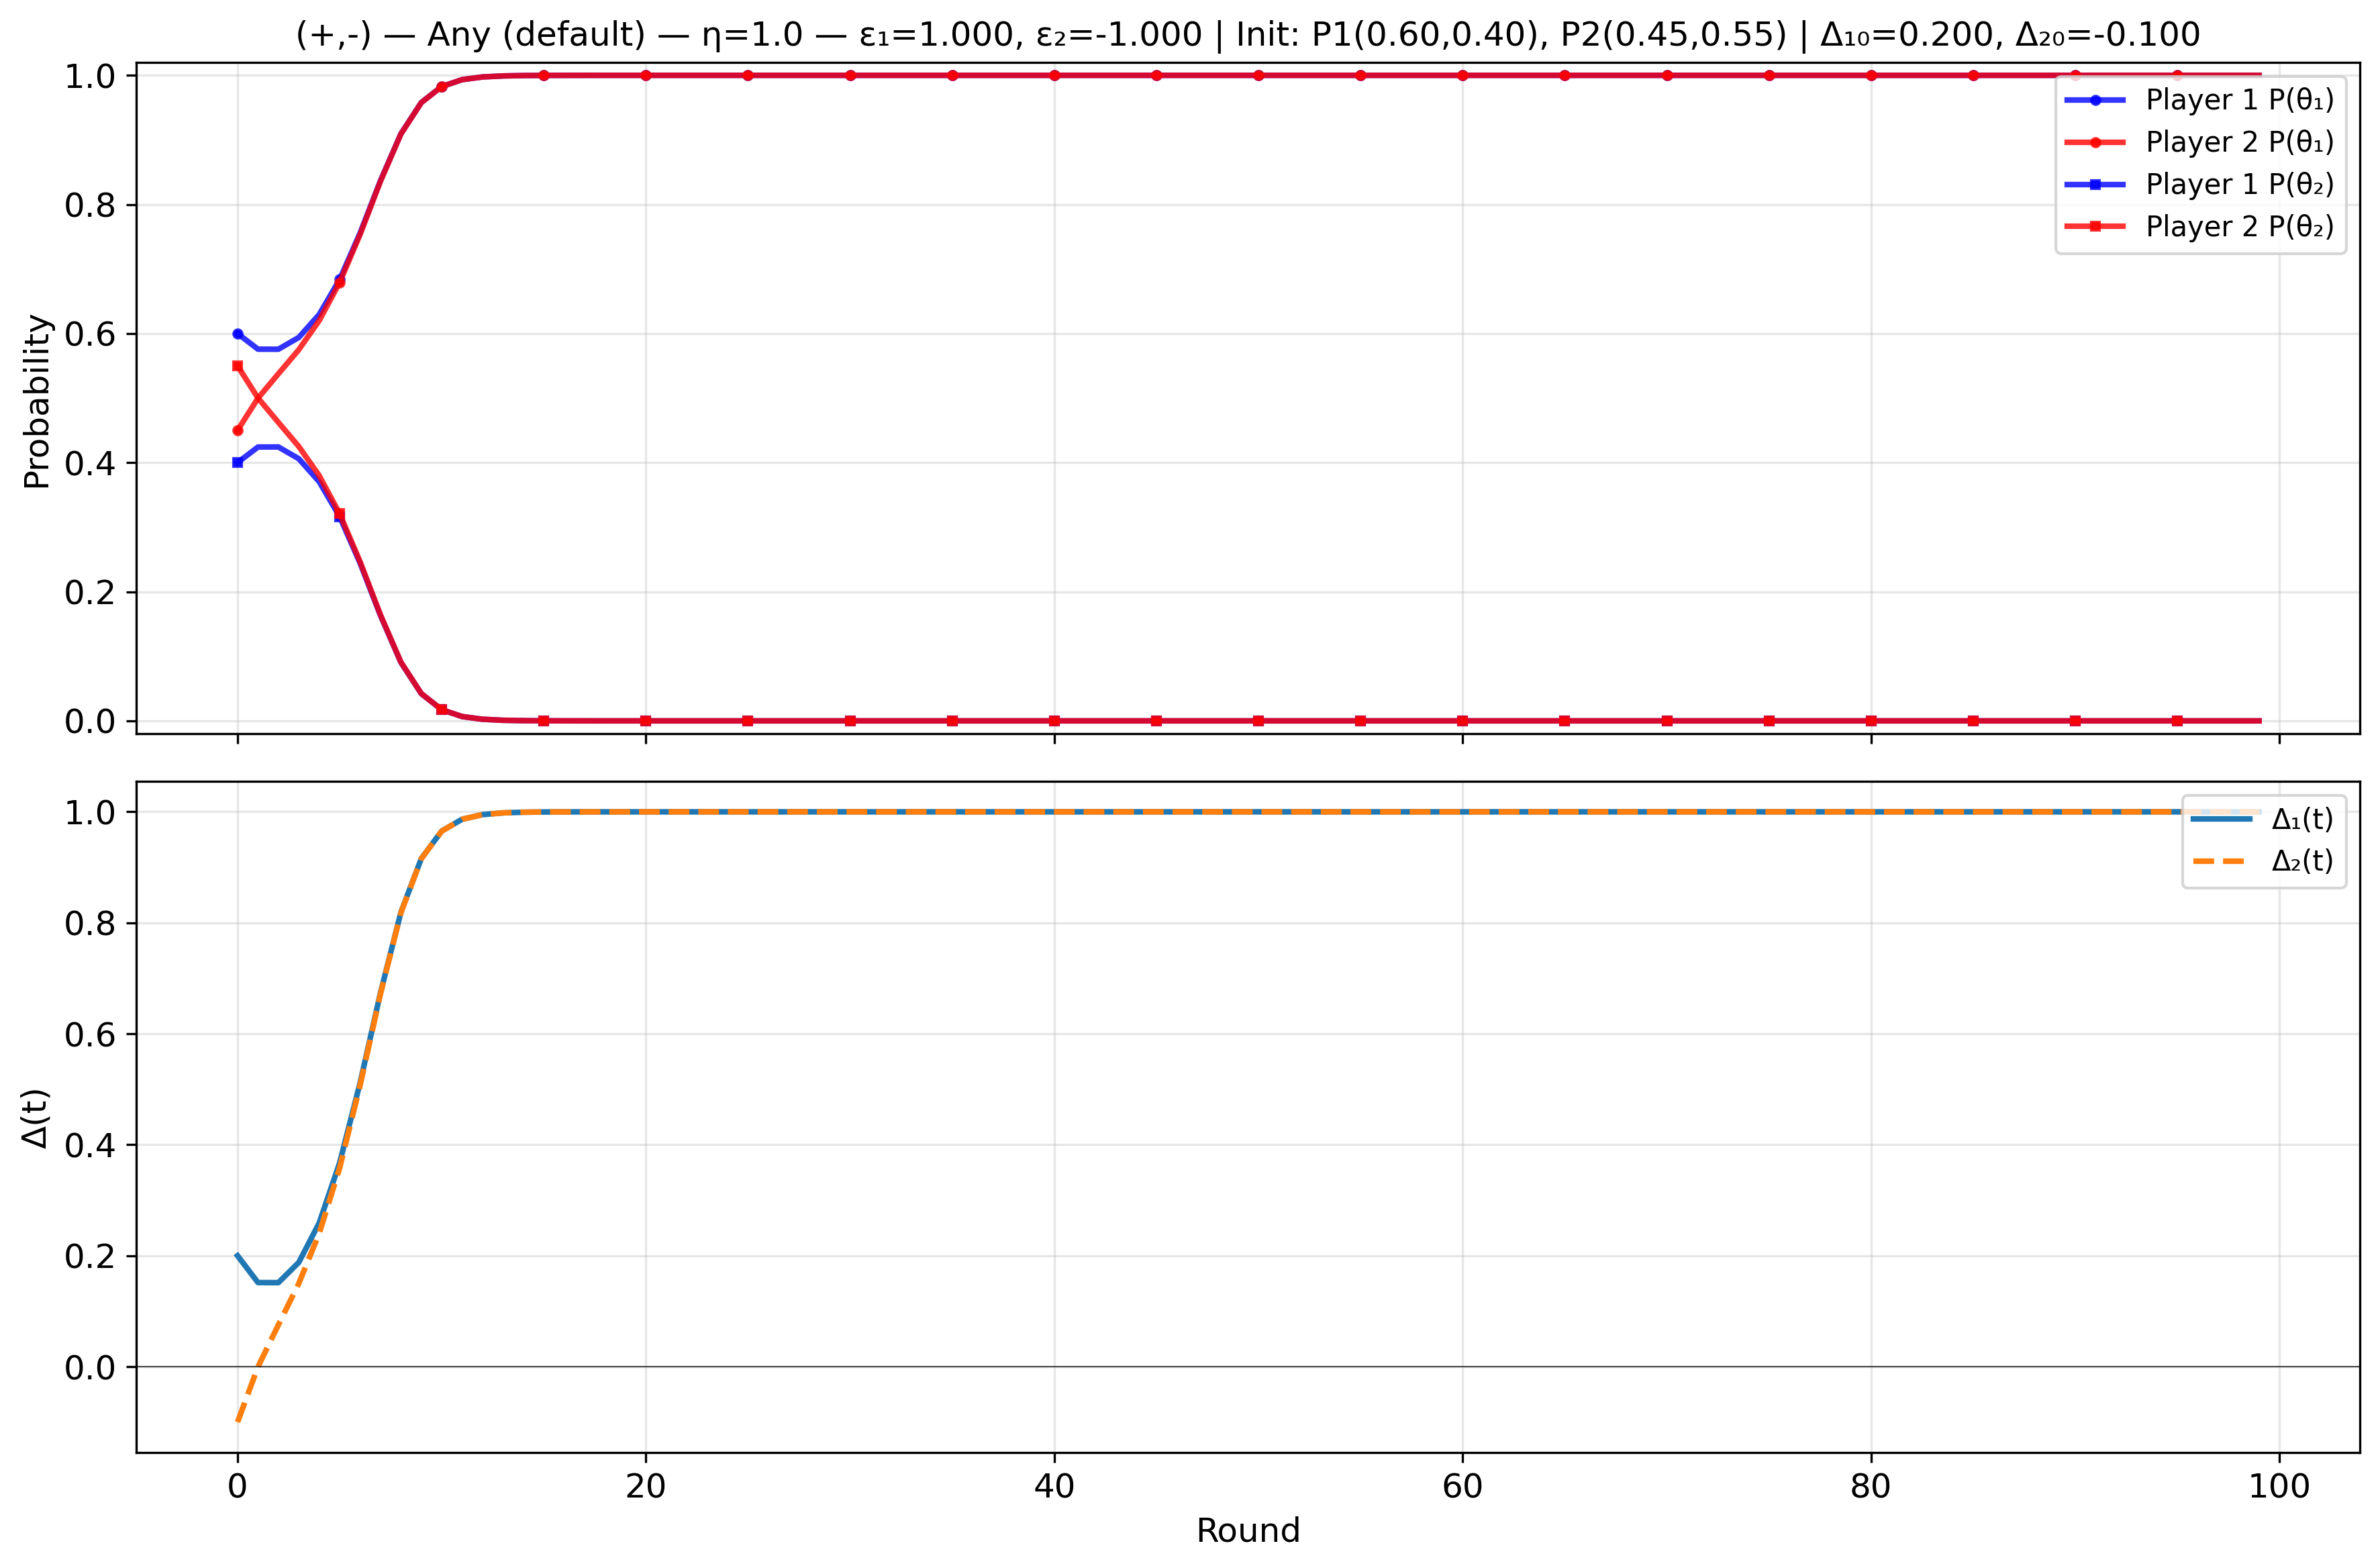 (+,-) — Any (default) — η=1.0 — ε₁=1.000, ε₂=-1.000 | Init: P1(0.60,0.40), P2(0.45,0.55) | Δ₁₀=0.200, Δ₂₀=-0.100
1.0
0.8
0.6
0.4
0.2
0.0
Probability
Player 1 P(θ₁)
Player 2 P(θ₁)
Player 1 P(θ₂)
Player 2 P(θ₂)
1.0
0.8
0.6
0.4
0.2
0.0
Δ(t)
Δ₁(t)
Δ₂(t)
0 20 40 60 80 100
Round